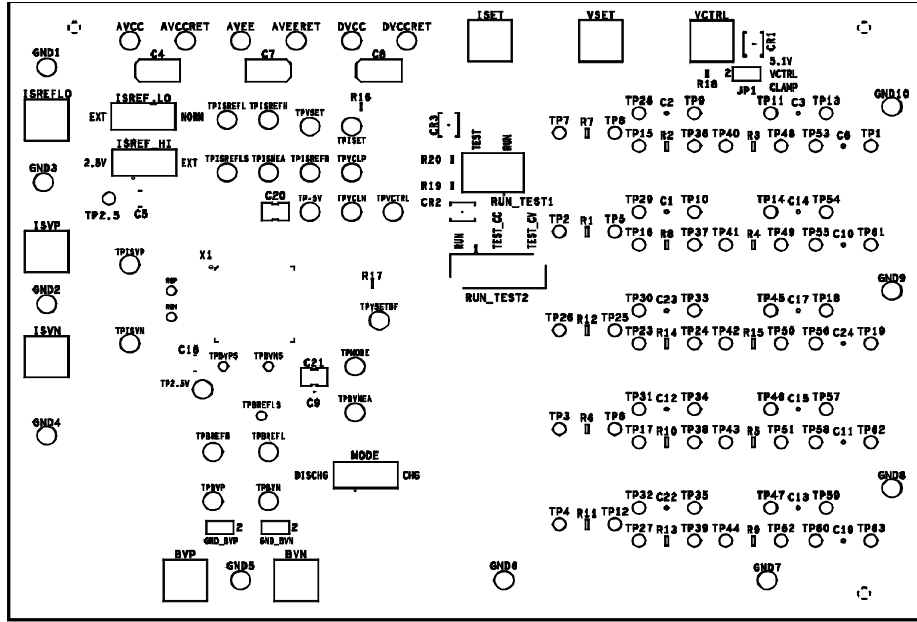 AVCC AVCCRET AVEE AVEERET DVCC DVCCRET ISET VSET VCTRL
GND1 C4 C7 C8 CR1
5.1V
R18 2 VCTRL
JP1 CLAMP
ISREFLO ISREF_LO R16 GND10
EXT NORM TPISREFL TPISREFH TPVSET TPISET CR3 TEST RUN
TP28 C2 TP9 TP11 C3 TP13
TP7 R7 TP8 TP15 R2 TP36 TP40 R3 TP48 TP53 C6 TP1
ISREF_HI
2.5V EXT TPISREFLS TPISMEA TPVCLP R20
GND3 R19 RUN_TEST1
TP2.5 C5 C20 TP-5V TPVCLN TPVCTRL CR2
TP29 C1 TP10 TP14 C14 TP54
ISVP RUN TEST_CC TEST_CV TP2 R1 TP5 TP16 R8 TP37 TP41 R4 TP49 TP55 C10 TP61
TPISVP X1
R17 RUN_TEST2 GND9
GND2 TP30 C23 TP33 TP45 C17 TP18
ISVN TPISVN TPVSETBF TP26 R12 TP25 TP23 R14 TP24 TP42 R15 TP50 TP56 C24 TP19
TPBVPS TPBVNS C21 TPMODE
TP2.5V C9 TPBVMEA
TPBREFLS TP31 C12 TP34 TP46 C15 TP57
GND4 TP3 R6 TP6 TP17 R10 TP38 TP43 R5 TP51 TP58 C11 TP62
TPBREFH TPBREFL MODE
DISCHG CHG GND8
TPBVP TPBVN TP32 C22 TP35 TP47 C13 TP59
2 2 TP4 R11 TP12 TP27 R13 TP39 TP44 R9 TP52 TP60 C19 TP63
GND_BVP GND_BVN
BVP GND5 BVN GND6 GND7